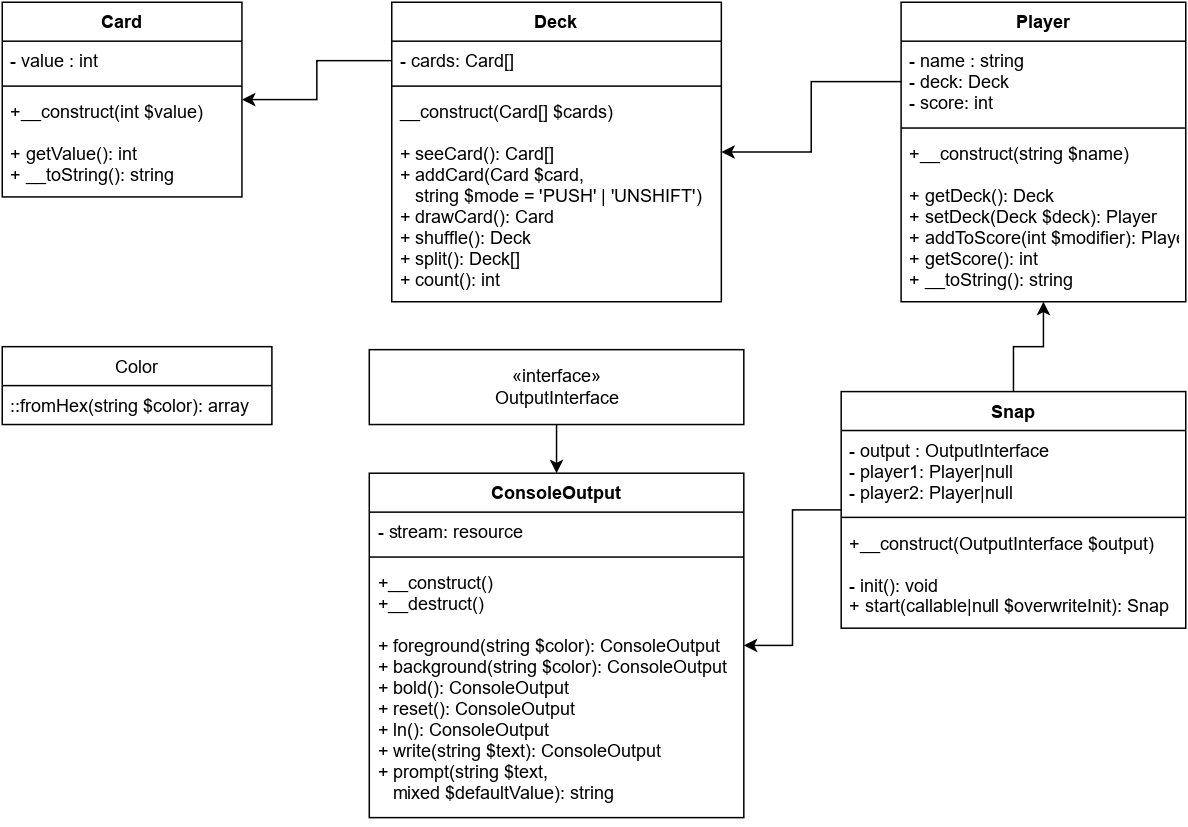 Card
- value : int
+__construct(int $value)
+ getValue(): int
+ __toString(): string
Deck
- cards: Card[]
__construct(Card[] $cards)
+ seeCard(): Card[]
+ addCard(Card $card,
string $mode = 'PUSH' | 'UNSHIFT')
+ drawCard(): Card
+ shuffle(): Deck
+ split(): Deck[]
+ count(): int
Player
- name : string
- deck: Deck
- score: int
+__construct(string $name)
+ getDeck(): Deck
+ setDeck(Deck $deck): Player
+ addToScore(int $modifier): Playe
+ getScore(): int
+ __toString(): string
Color
::fromHex(string $color): array
«interface»
OutputInterface
ConsoleOutput
- stream: resource
+__construct()
+__destruct()
+ foreground(string $color): ConsoleOutput
+ background(string $color): ConsoleOutput
+ bold(): ConsoleOutput
+ reset(): ConsoleOutput
+ ln(): ConsoleOutput
+ write(string $text): ConsoleOutput
+ prompt(string $text,
mixed $defaultValue): string
Snap
- output : OutputInterface
- player1: Player|null
- player2: Player|null
+__construct(OutputInterface $output)
- init(): void
+ start(callable|null $overwriteInit): Snap